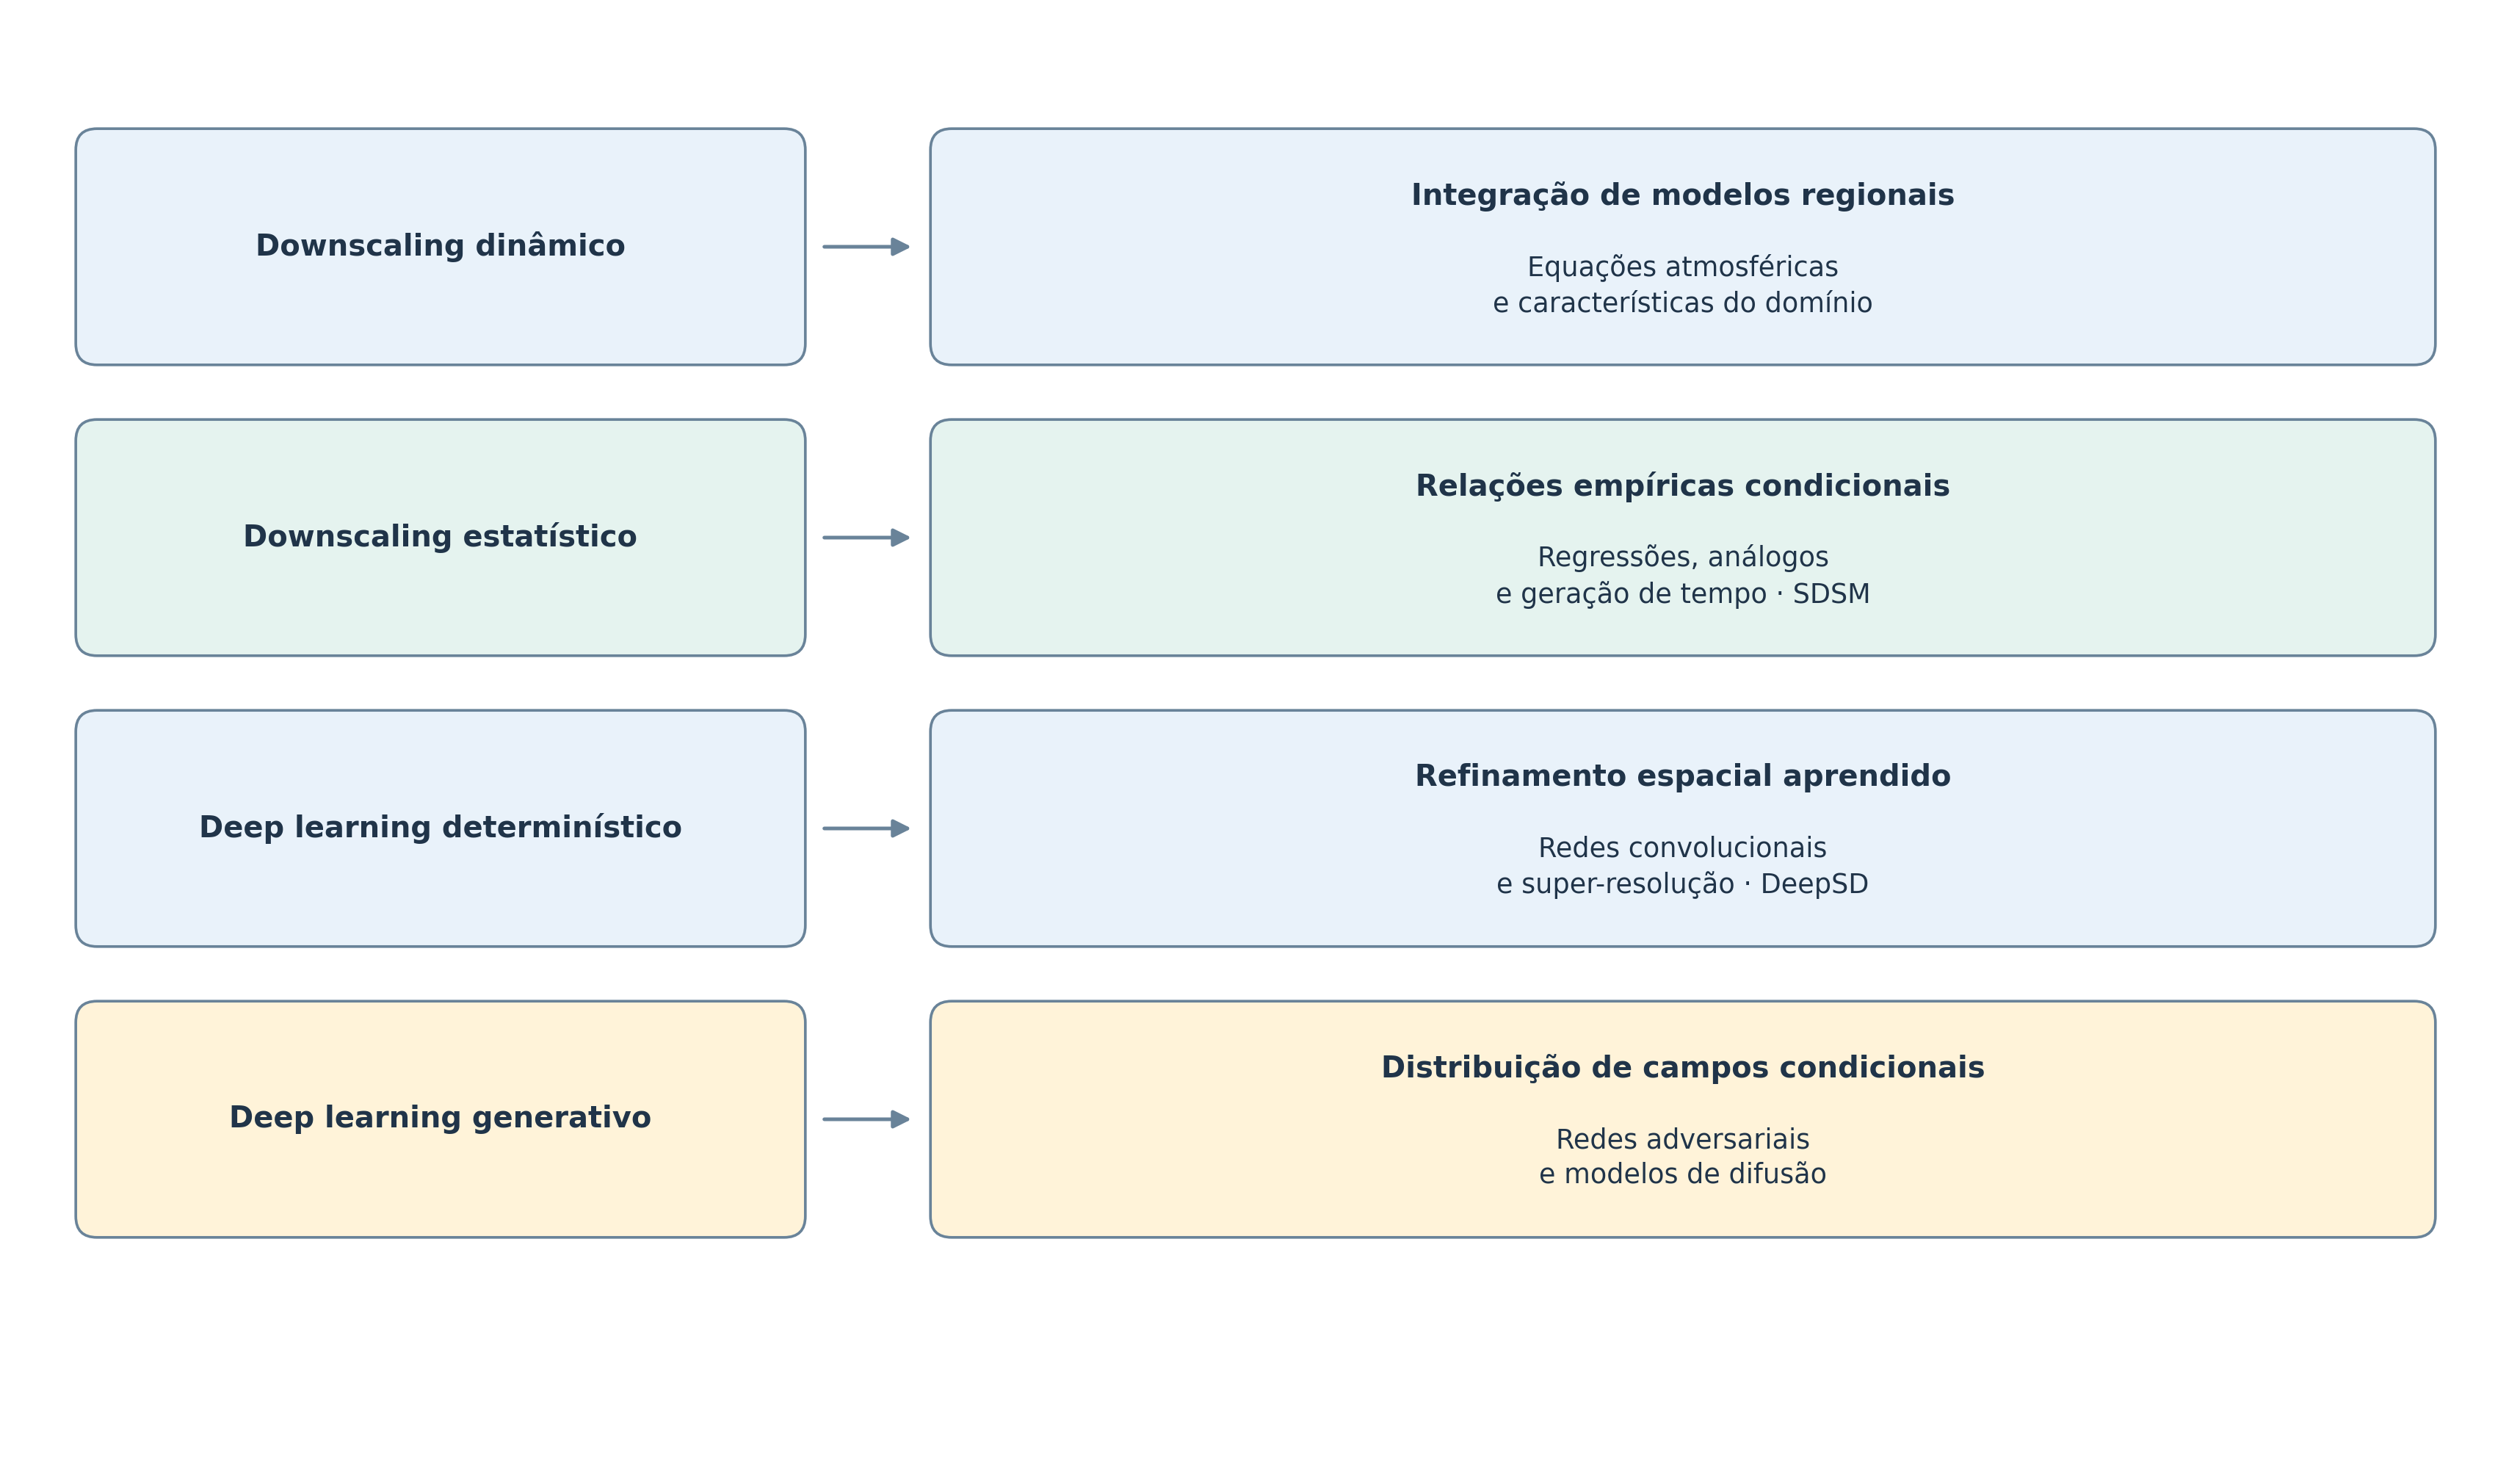 Downscaling dinâmico
Integração de modelos regionais
Equações atmosféricas
e características do domínio
Downscaling estatístico
Relações empíricas condicionais
Regressões, análogos
e geração de tempo · SDSM
Deep learning determinístico
Refinamento espacial aprendido
Redes convolucionais
e super-resolução · DeepSD
Deep learning generativo
Distribuição de campos condicionais
Redes adversariais
e modelos de difusão